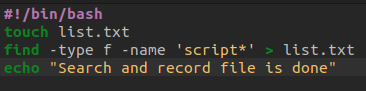 #!/bin/bash
touch list.txt
find -type f -name 'script*' > list.txt
echo "Search and record file is done"